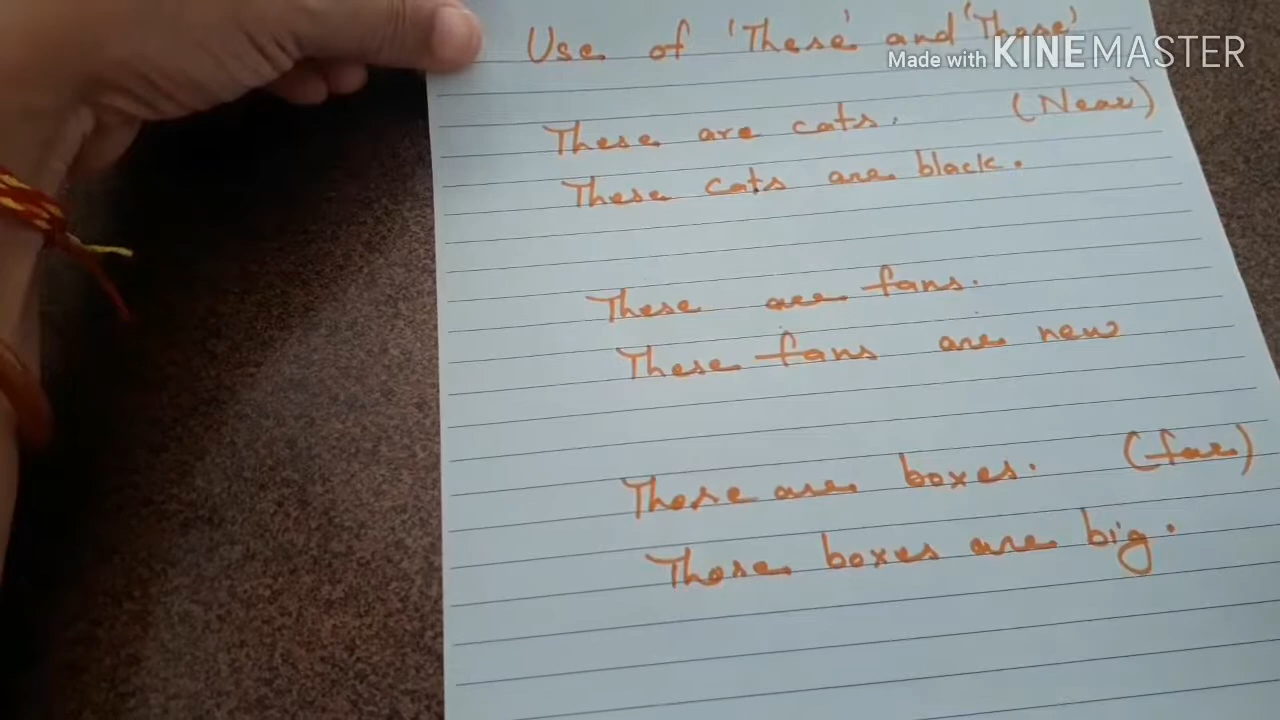 Use of 'These' and 'Those'
Made with KINEMASTER
These are cats. (Near)
These cats are black.
These are fans.
These fans are new
Those are boxes. (far)
Those boxes are big.